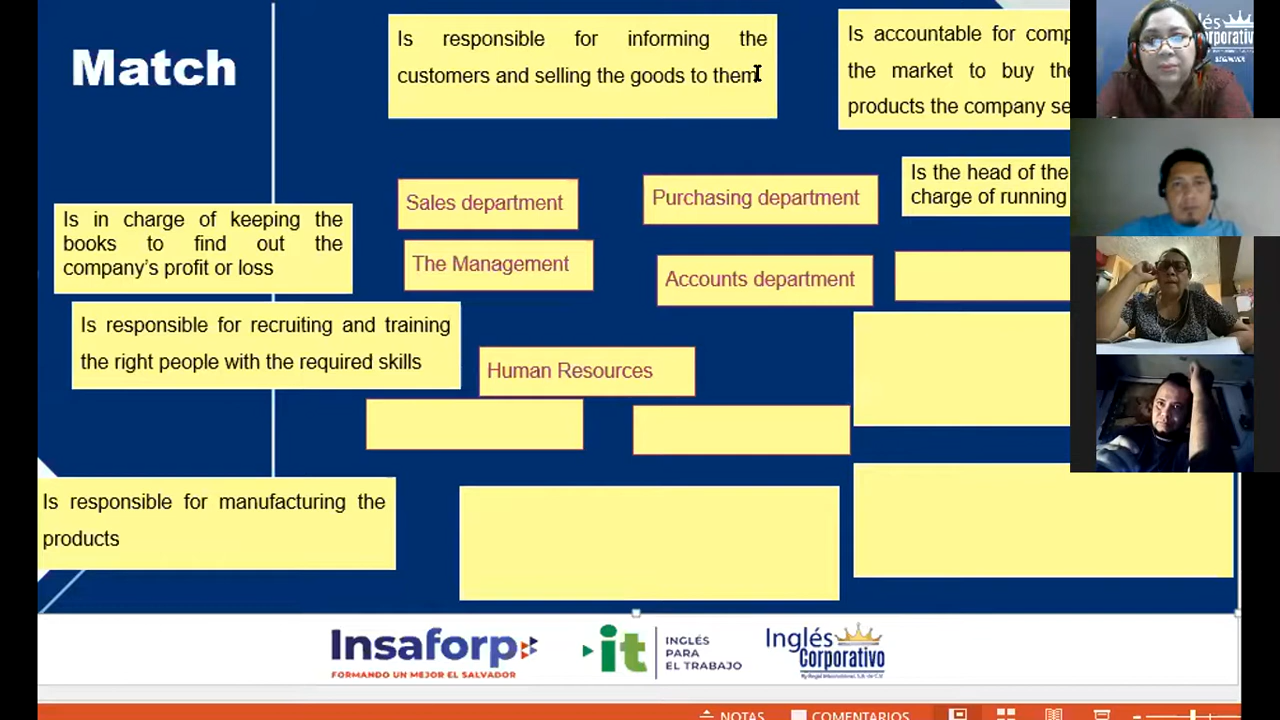 Match
Is responsible for informing the
customers and selling the goods to them
Is accountable for
the market to buy
products the company
Sales department
Purchasing department
Is the head of the
charge of running
Is in charge of keeping the
books to find out the
company's profit or loss
The Management
Accounts department
Is responsible for recruiting and training
the right people with the required skills
Human Resources
Is responsible for manufacturing the
products
Insaforp
FORMANDO UN MEJOR EL SALVADOR
it
INGLÉS
PARA
EL TRABAJO
Inglés
Corporativo
NOTAS
COMENTARIOS